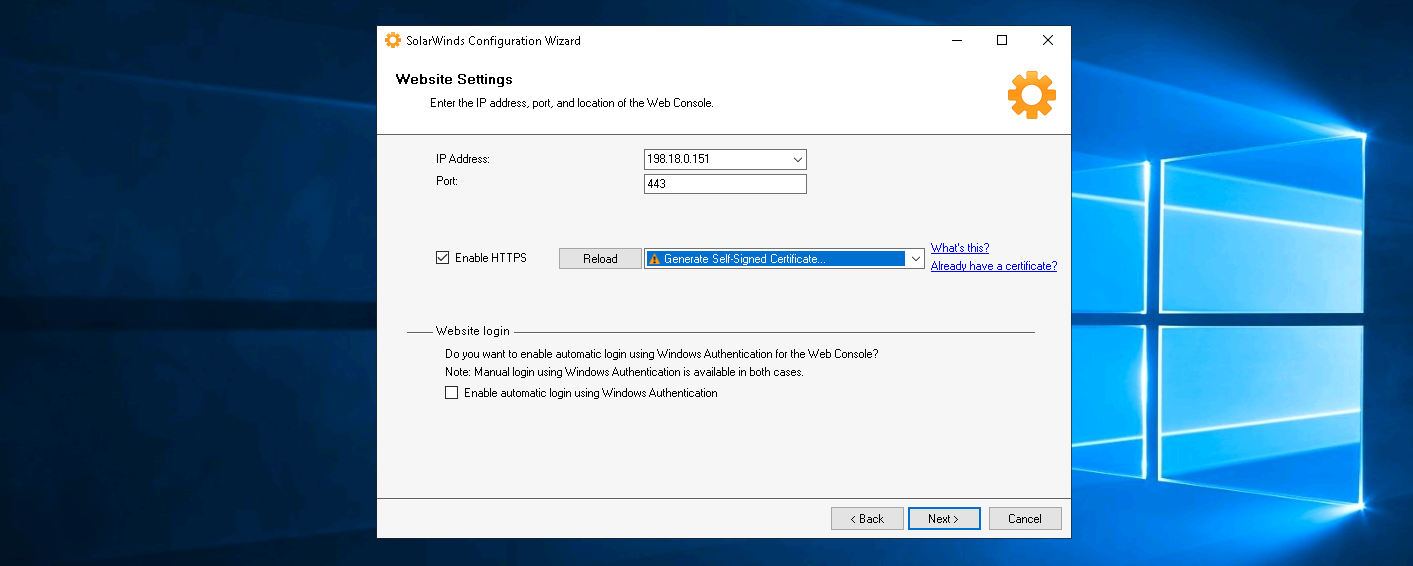 SolarWinds Configuration Wizard
Website Settings
Enter the IP address, port, and location of the Web Console.
IP Address:
198.18.0.151
Port:
443
Enable HTTPS
Reload
Generate Self-Signed Certificate...
What's this?
Already have a certificate?
Website login
Do you want to enable automatic login using Windows Authentication for the Web Console?
Note: Manual login using Windows Authentication is available in both cases.
Enable automatic login using Windows Authentication
< Back
Next >
Cancel